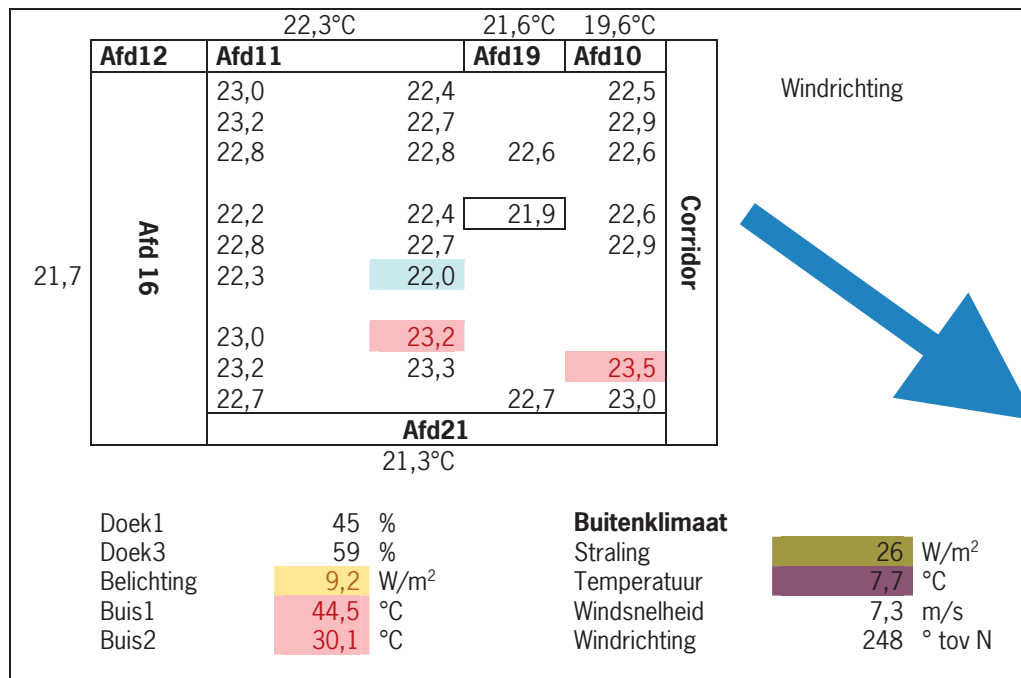 22,3°C 21,6°C 19,6°C
Afd12 Afd11 Afd19 Afd10
23,0 22,4 22,5 Windrichting
23,2 22,7 22,9
22,8 22,8 22,6 22,6
22,2 22,4 21,9 22,6
22,8 22,7 22,9
21,7 22,3 22,0
Afd 16
Corridor
23,0 23,2
23,2 23,3 23,5
22,7 22,7 23,0
Afd21
21,3°C
Doek1 45 % Buitenklimaat
Doek3 59 % Straling 26 W/m²
Belichting 9,2 W/m² Temperatuur 7,7 °C
Buis1 44,5 °C Windsnelheid 7,3 m/s
Buis2 30,1 °C Windrichting 248 ° tov N